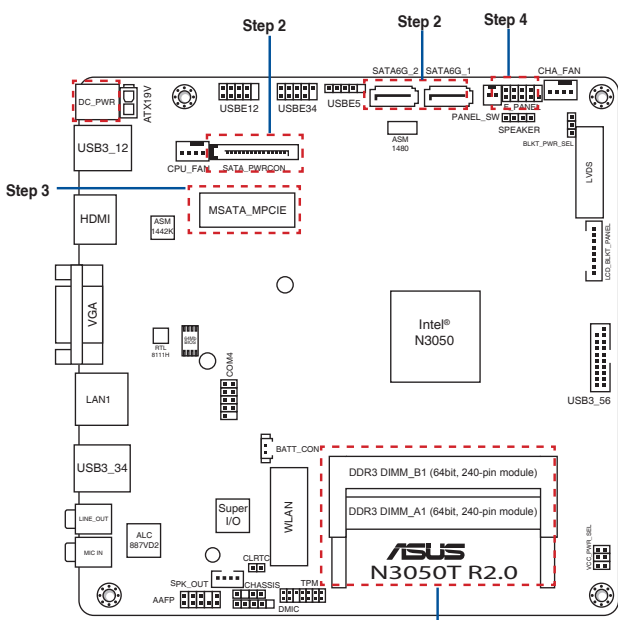 Step 2
Step 2
Step 4
SATA6G_2
SATA6G_1
CHA_FAN
DC_PWR
ATX19V
USBE12
USBE34
USBE5
PANEL_SW
F_PANEL
SPEAKER
BLKT_PWR_SEL
ASM
1480
USB3_12
CPU_FAN
SATA_PWRCON
LVDS
Step 3
MSATA_MPCIE
HDMI
ASM
1442K
LCD_BLKT_PANEL
VGA
Intel®
N3050
RTL
8111H
64Mb
BIOS
COM4
LAN1
USB3_56
BATT_CON
USB3_34
DDR3 DIMM_B1 (64bit, 240-pin module)
DDR3 DIMM_A1 (64bit, 240-pin module)
Super
I/O
WLAN
LINE_OUT
ALC
887VD2
MIC IN
ASUS
N3050T R2.0
VCC_PWR_SEL
CLRTC
SPK_OUT
CHASSIS
TPM
AAFP
DMIC